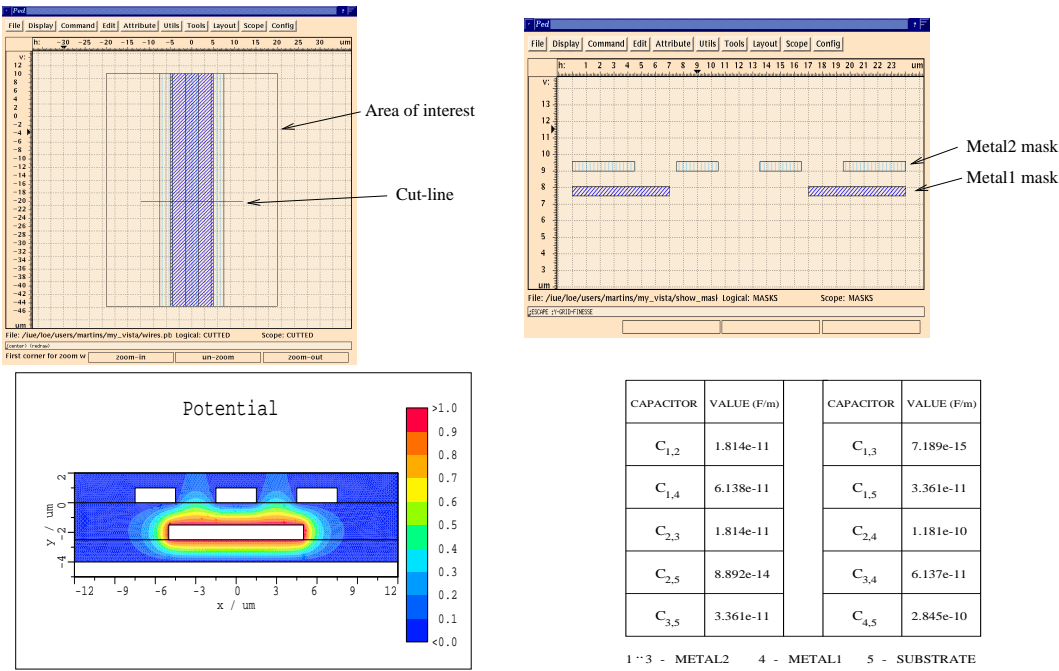 Ped
File Display Command Edit Attribute Utils Tools Layout Scope Config
h: -30 -25 -20 -15 -10 -5 0 5 10 15 20 25 30 um
v:
12
10
8
6
4
2
0
-2
-4
-6
-8
-10
-12
-14
-16
-18
-20
-22
-24
-26
-28
-30
-32
-34
-36
-38
-40
-42
-44
-46
um
File: /iue/loe/users/martins/my_vista/wires.pb Logical: CUTTED Scope: CUTTED
(center) (redraw)
First corner for zoom w zoom-in un-zoom zoom-out
Area of interest
Cut-line
Ped
File Display Command Edit Attribute Utils Tools Layout Scope Config
h: 1 2 3 4 5 6 7 8 9 10 11 12 13 14 15 16 17 18 19 20 21 22 23 um
v:
13
12
11
10
9
8
7
6
5
4
3
um
File: /iue/loe/users/martins/my_vista/show_masl Logical: MASKS Scope: MASKS
;ESCAPE ;Y-GRID-FINESSE
Metal2 mask
Metal1 mask
Potential
>1.0
0.9
0.8
0.7
0.6
0.5
0.4
0.3
0.2
0.1
<0.0
y / um
2
0
-2
-4
-12 -9 -6 -3 0 3 6 9 12
x / um
CAPACITOR VALUE (F/m) CAPACITOR VALUE (F/m)
C1,2 1.814e-11 C1,3 7.189e-15
C1,4 6.138e-11 C1,5 3.361e-11
C2,3 1.814e-11 C2,4 1.181e-10
C2,5 8.892e-14 C3,4 6.137e-11
C3,5 3.361e-11 C4,5 2.845e-10
1··3 - METAL2 4 - METAL1 5 - SUBSTRATE